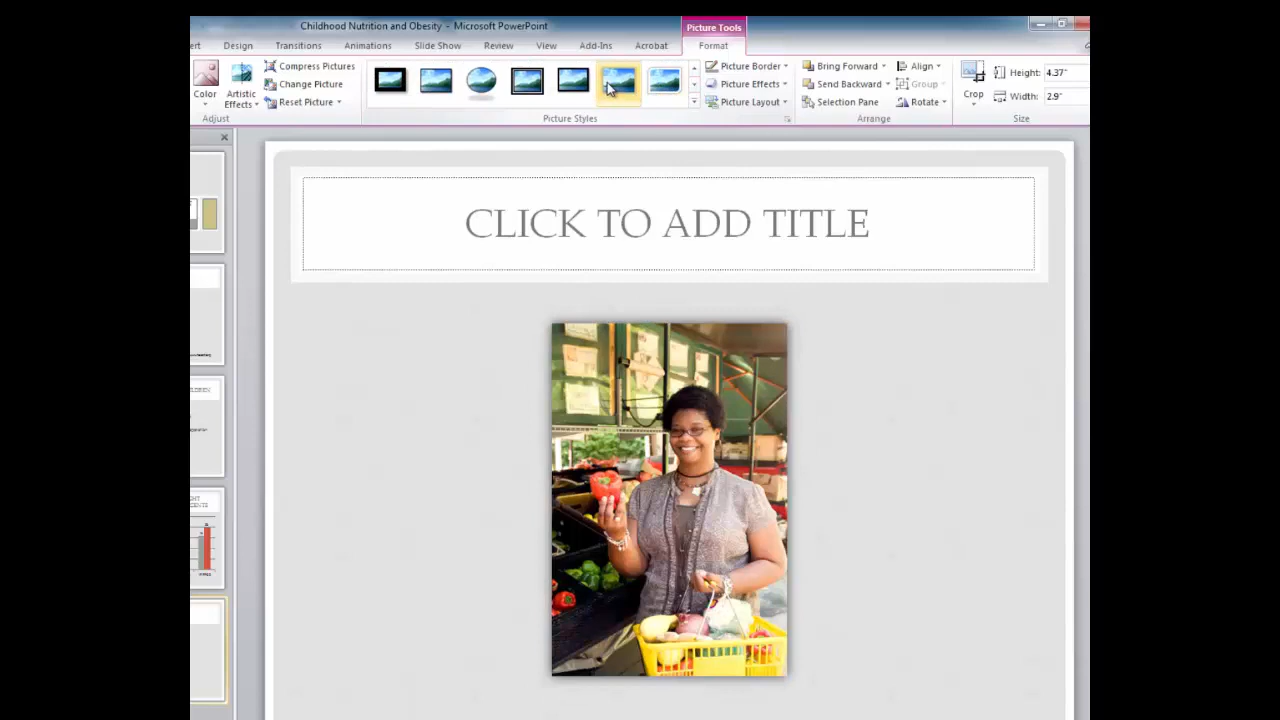 Childhood Nutrition and Obesity - Microsoft PowerPoint
Picture Tools
ert Design Transitions Animations Slide Show Review View Add-Ins Acrobat Format
Compress Pictures
Change Picture
Reset Picture
Color
Artistic
Effects
Adjust
Picture Styles
Picture Border
Picture Effects
Picture Layout
Bring Forward
Send Backward
Selection Pane
Align
Group
Rotate
Arrange
Crop
Height: 4.37"
Width: 2.9"
Size
CLICK TO ADD TITLE